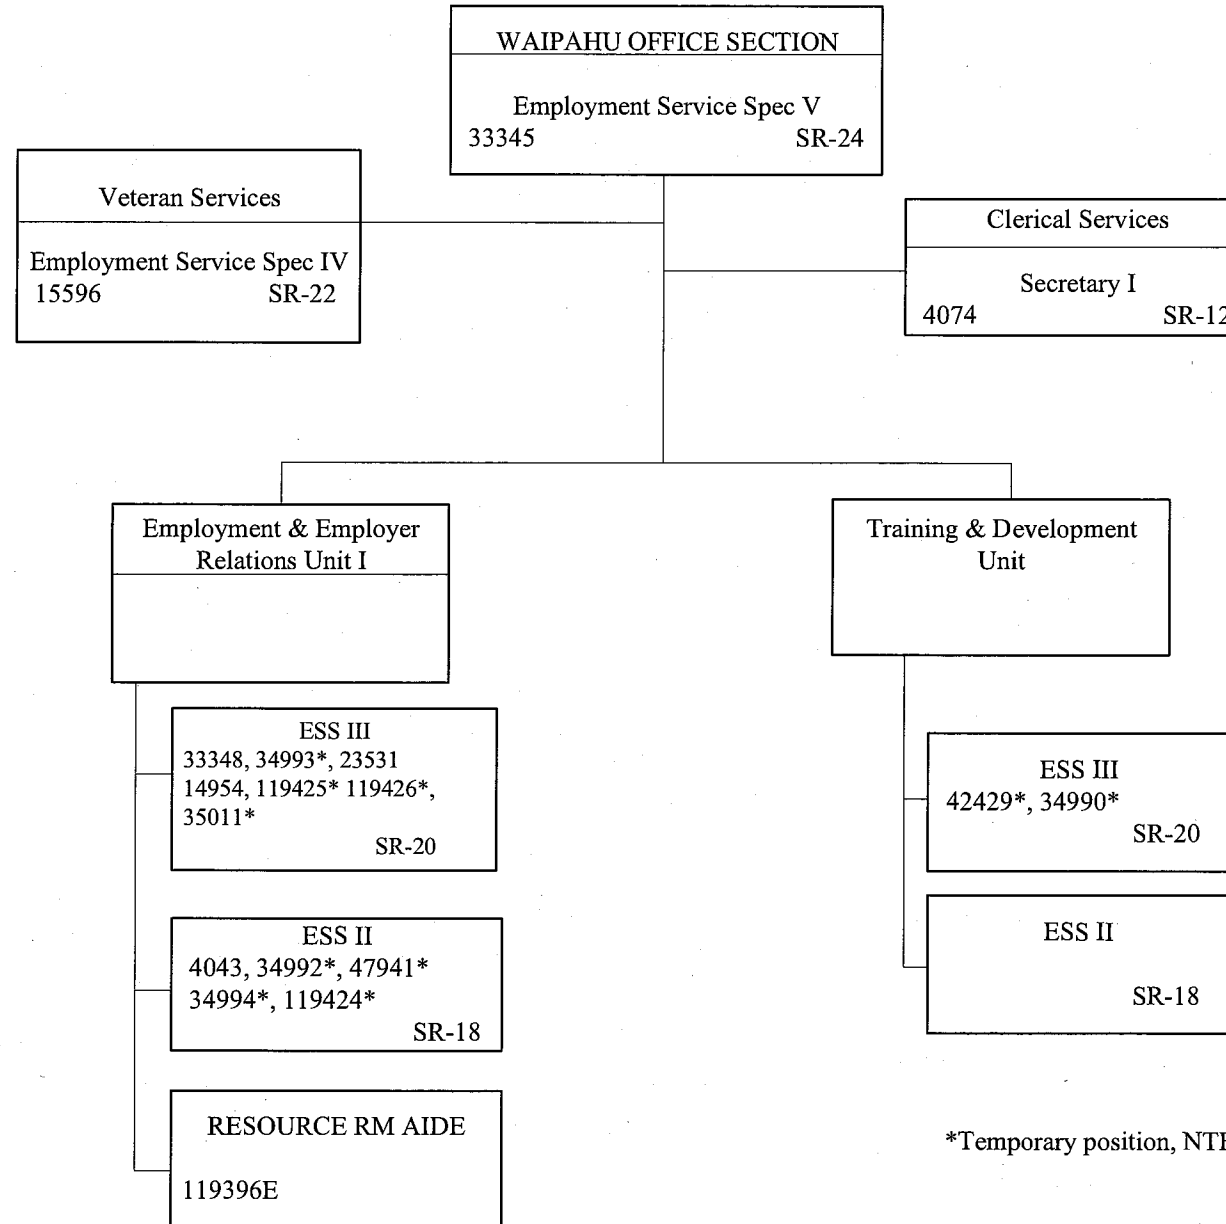 WAIPAHU OFFICE SECTION
Employment Service Spec V
33345 SR-24
Veteran Services
Employment Service Spec IV
15596 SR-22
Clerical Services
Secretary I
4074 SR-12
Employment & Employer
Relations Unit I
Training & Development
Unit
ESS III
33348, 34993*, 23531
14954, 119425* 119426*,
35011*
SR-20
ESS II
4043, 34992*, 47941*
34994*, 119424*
SR-18
RESOURCE RM AIDE
119396E
ESS III
42429*, 34990*
SR-20
ESS II
SR-18
*Temporary position,